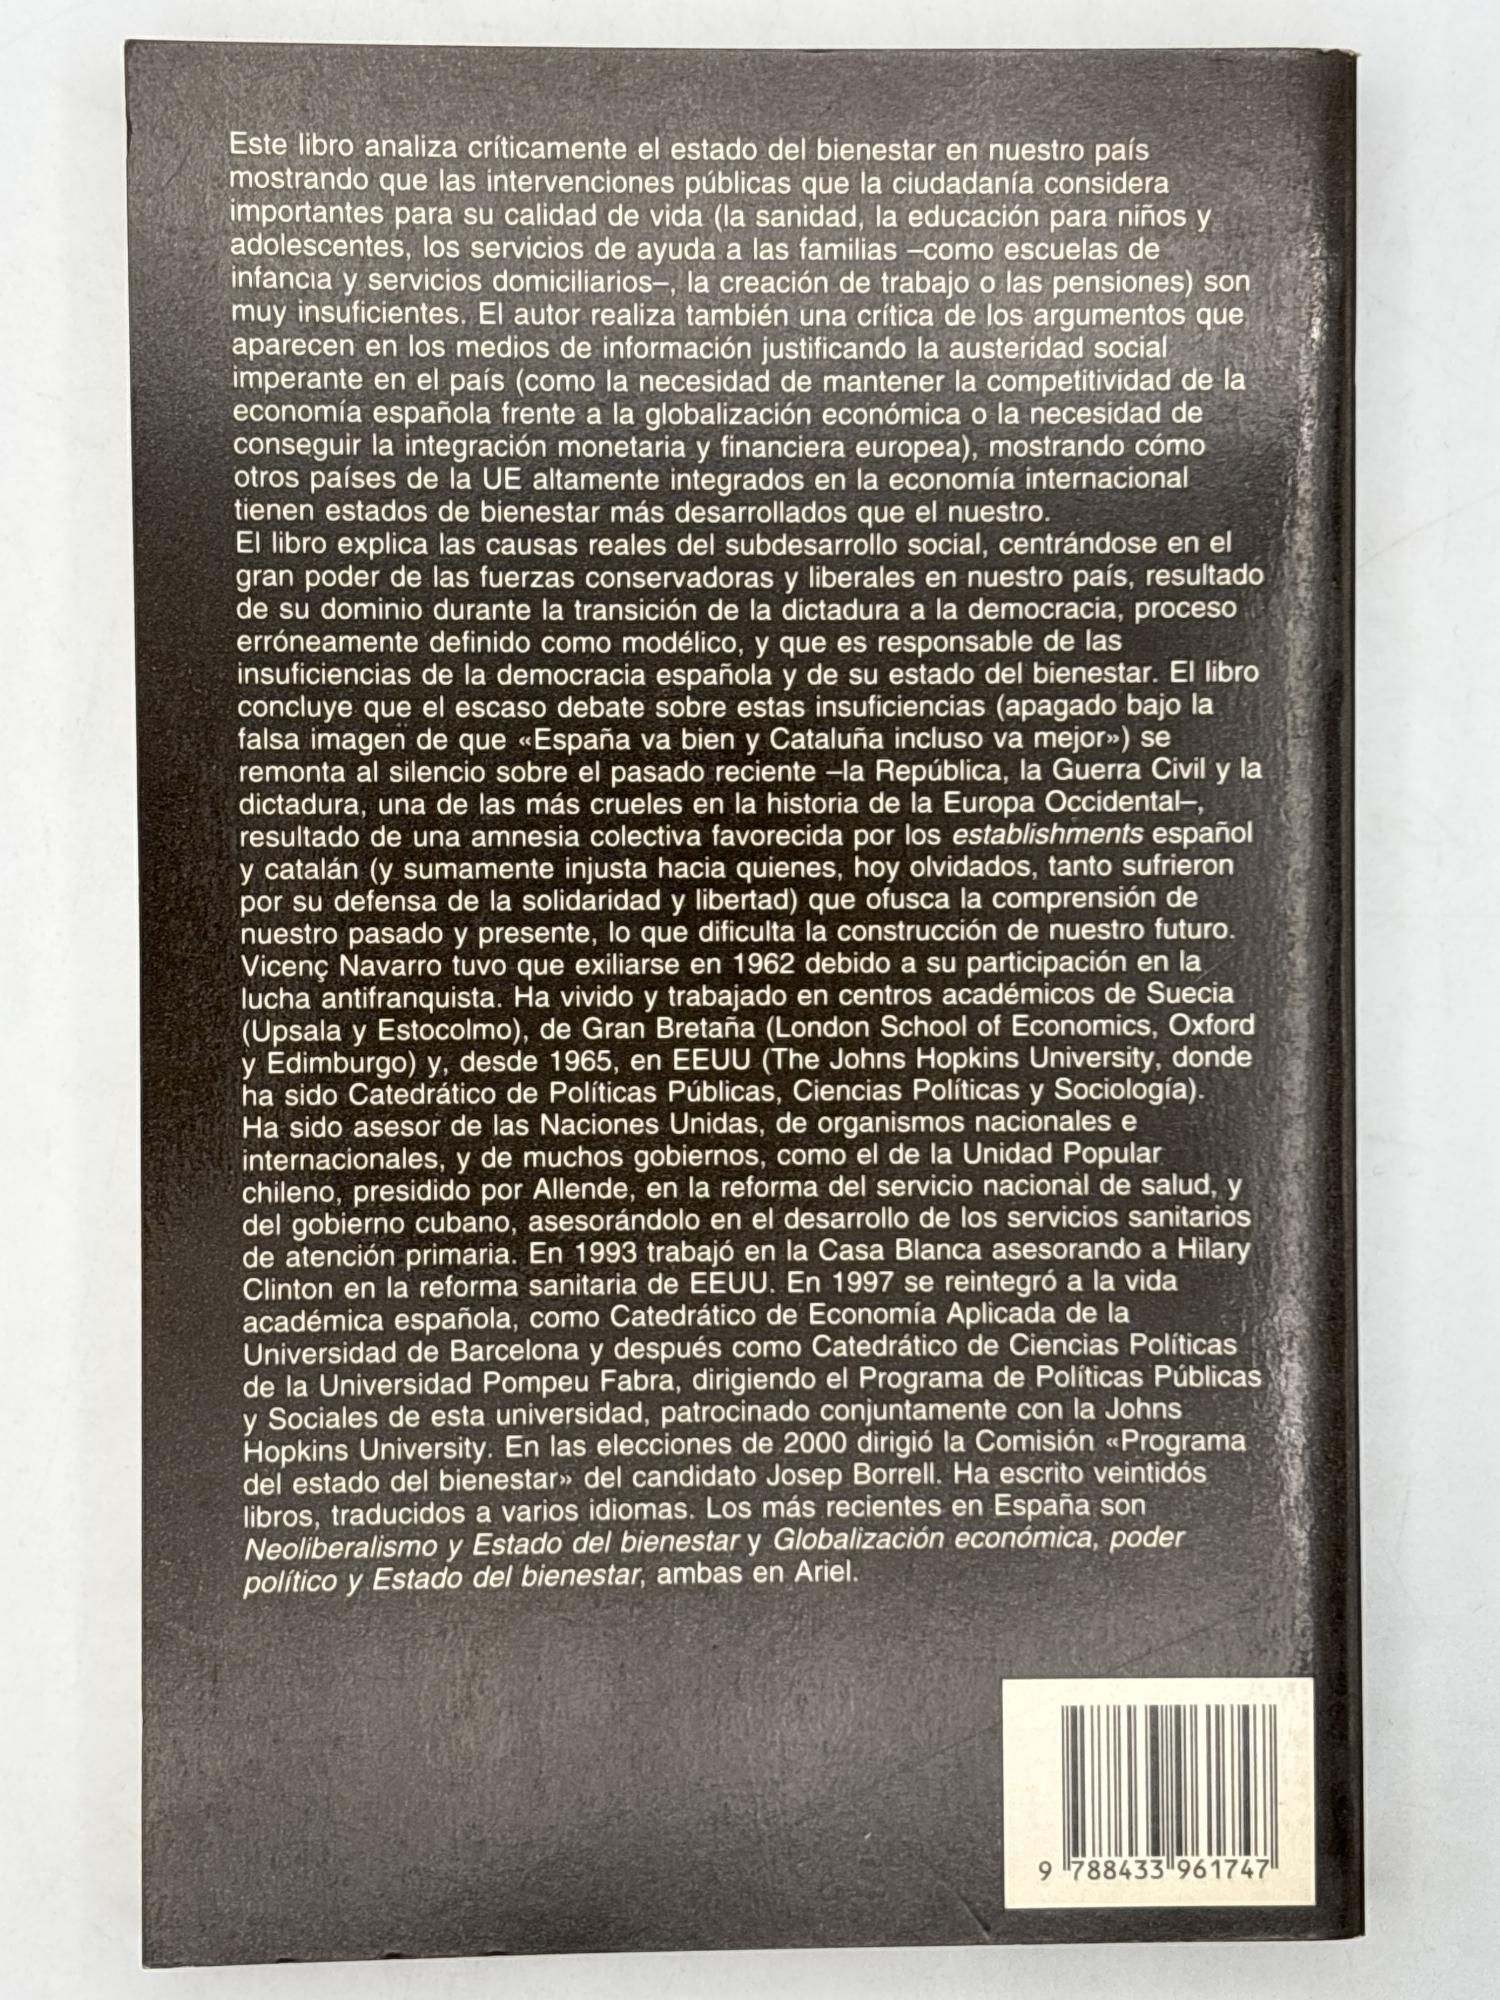 Este libro analiza críticamente el estado del bienestar en nuestro país
mostrando que las intervenciones públicas que la ciudadanía considera
importantes para su calidad de vida (la sanidad, la educación para niños y
adolescentes, los servicios de ayuda a las familias –como escuelas de
infancia y servicios domiciliarios–, la creación de trabajo o las pensiones) son
muy insuficientes. El autor realiza también una crítica de los argumentos que
aparecen en los medios de información justificando la austeridad social
imperante en el país (como la necesidad de mantener la competitividad de la
economía española frente a la globalización económica o la necesidad de
conseguir la integración monetaria y financiera europea), mostrando cómo
otros países de la UE altamente integrados en la economía internacional
tienen estados de bienestar más desarrollados que el nuestro.
El libro explica las causas reales del subdesarrollo social, centrándose en el
gran poder de las fuerzas conservadoras y liberales en nuestro país, resultado
de su dominio durante la transición de la dictadura a la democracia, proceso
erróneamente definido como modélico, y que es responsable de las
insuficiencias de la democracia española y de su estado del bienestar. El libro
concluye que el escaso debate sobre estas insuficiencias (apagado bajo la
falsa imagen de que «España va bien y Cataluña incluso va mejor») se
remonta al silencio sobre el pasado reciente –la República, la Guerra Civil y la
dictadura, una de las más crueles en la historia de la Europa Occidental–,
resultado de una amnesia colectiva favorecida por los establishments español
y catalán (y sumamente injusta hacia quienes, hoy olvidados, tanto sufrieron
por su defensa de la solidaridad y libertad) que ofusca la comprensión de
nuestro pasado y presente, lo que dificulta la construcción de nuestro futuro.
Vicenç Navarro tuvo que exiliarse en 1962 debido a su participación en la
lucha antifranquista. Ha vivido y trabajado en centros académicos de Suecia
(Upsala y Estocolmo), de Gran Bretaña (London School of Economics, Oxford
y Edimburgo) y, desde 1965, en EEUU (The Johns Hopkins University, donde
ha sido Catedrático de Políticas Públicas, Ciencias Políticas y Sociología).
Ha sido asesor de las Naciones Unidas, de organismos nacionales e
internacionales, y de muchos gobiernos, como el de la Unidad Popular
chileno, presidido por Allende, en la reforma del servicio nacional de salud, y
del gobierno cubano, asesorándolo en el desarrollo de los servicios sanitarios
de atención primaria. En 1993 trabajó en la Casa Blanca asesorando a Hilary
Clinton en la reforma sanitaria de EEUU. En 1997 se reintegró a la vida
académica española, como Catedrático de Economía Aplicada de la
Universidad de Barcelona y después como Catedrático de Ciencias Políticas
de la Universidad Pompeu Fabra, dirigiendo el Programa de Políticas Públicas
y Sociales de esta universidad, patrocinado conjuntamente con la Johns
Hopkins University. En las elecciones de 2000 dirigió la Comisión «Programa
del estado del bienestar» del candidato Josep Borrell. Ha escrito veintidós
libros, traducidos a varios idiomas. Los más recientes en España son
Neoliberalismo y Estado del bienestar y Globalización económica, poder
político y Estado del bienestar, ambas en Ariel.
9 788433 961747